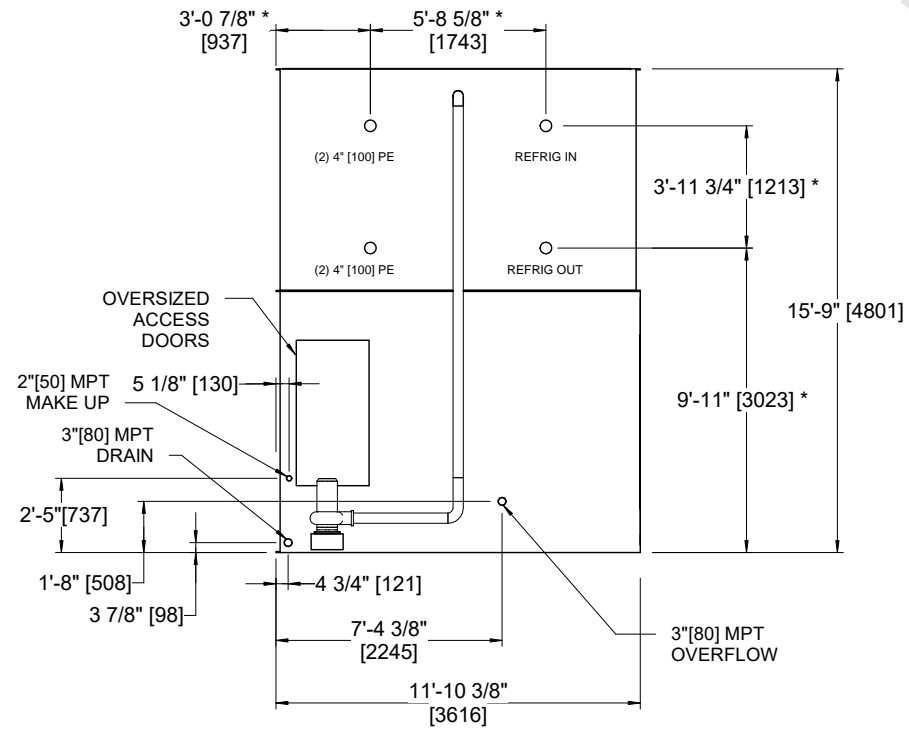 3'-0 7/8" *
[937]
5'-8 5/8" *
[1743]
(2) 4" [100] PE
REFRIG IN
3'-11 3/4" [1213] *
(2) 4" [100] PE
REFRIG OUT
OVERSIZED
ACCESS
DOORS
15'-9" [4801]
2"[50] MPT
MAKE UP
5 1/8" [130]
9'-11" [3023] *
3"[80] MPT
DRAIN
2'-5"[737]
1'-8" [508]
4 3/4" [121]
3 7/8" [98]
7'-4 3/8"
[2245]
3"[80] MPT
OVERFLOW
11'-10 3/8"
[3616]